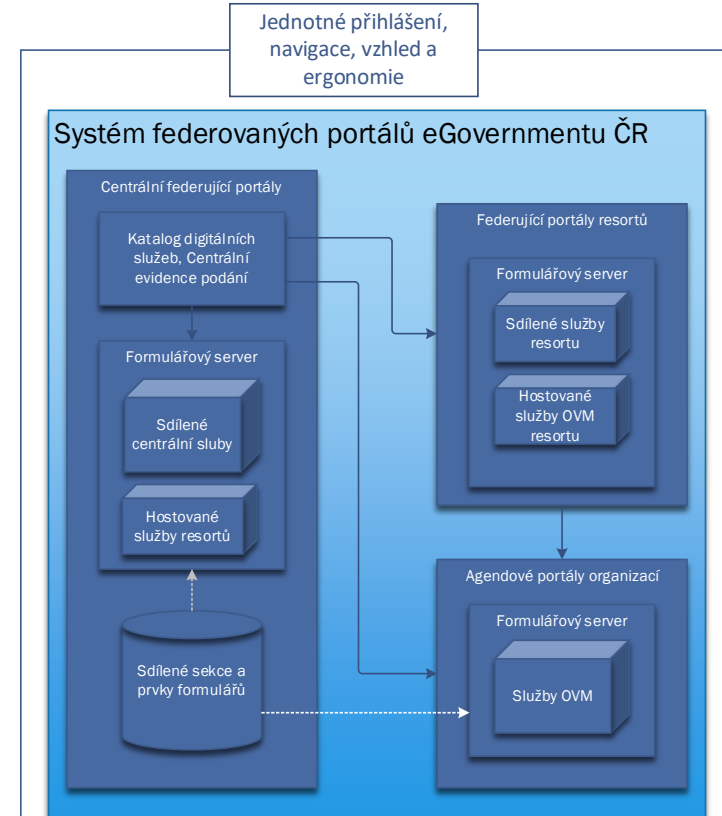 Jednotné přihlášení,
navigace, vzhled a
ergonomie
Systém federovaných portálů eGovernmentu ČR
Centrální federující portály
Katalog digitálních
služeb, Centrální
evidence podání
Formulářový server
Sdílené
centrální sluby
Hostované
služby resortů
Sdílené sekce a
prvky formulářů
Federující portály resortů
Formulářový server
Sdílené služby
resortu
Hostované
služby OVM
resortu
Agendové portály organizací
Formulářový server
Služby OVM